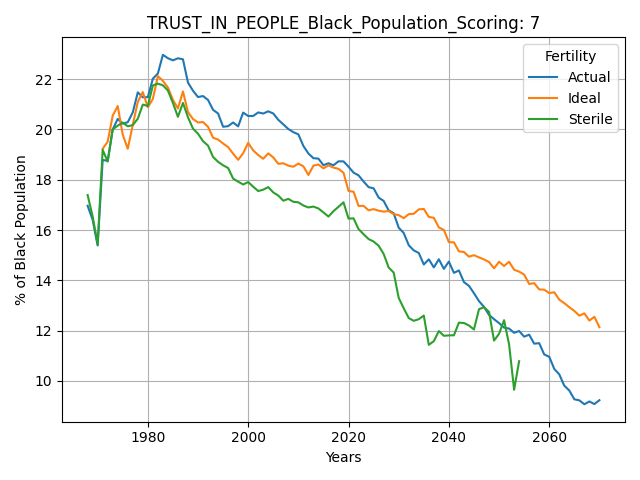 TRUST_IN_PEOPLE_Black_Population_Scoring: 7
Fertility
Actual
Ideal
Sterile
% of Black Population
22
20
18
16
14
12
10
1980
2000
2020
2040
2060
Years